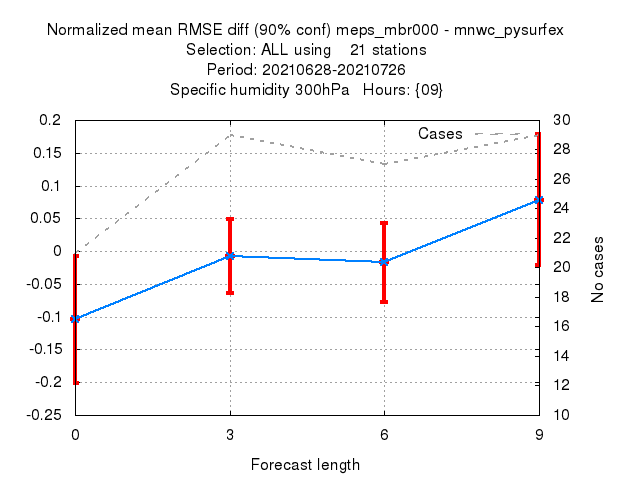 Normalized mean RMSE diff (90% conf) meps_mbr000 - mnwc_pysurfex
Selection: ALL using 21 stations
Period: 20210628-20210726
Specific humidity 300hPa Hours: {09}
0.2
0.15
0.1
0.05
0
-0.05
-0.1
-0.15
-0.2
-0.25
Cases
30
28
26
24
22
20
18
16
14
12
10
No cases
0 3 6 9
Forecast length